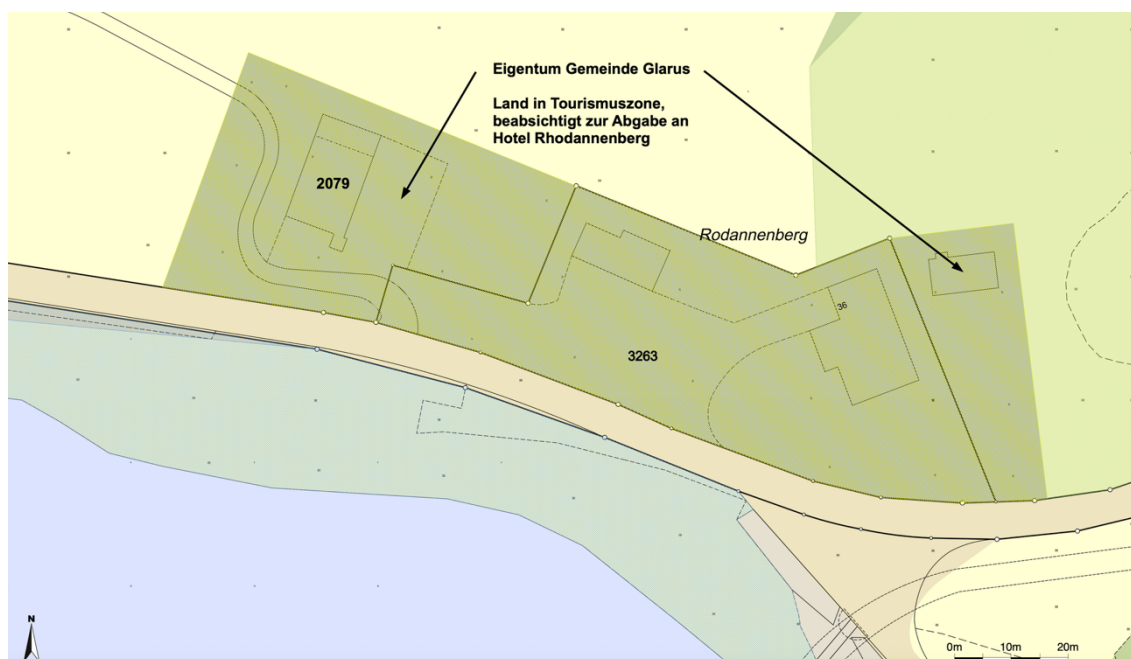 Eigentum Gemeinde Glarus
Land in Tourismuszone,
beabsichtigt zur Abgabe an
Hotel Rhodannenberg
2079
Rodannenberg
36
3263
N
0m 10m 20m